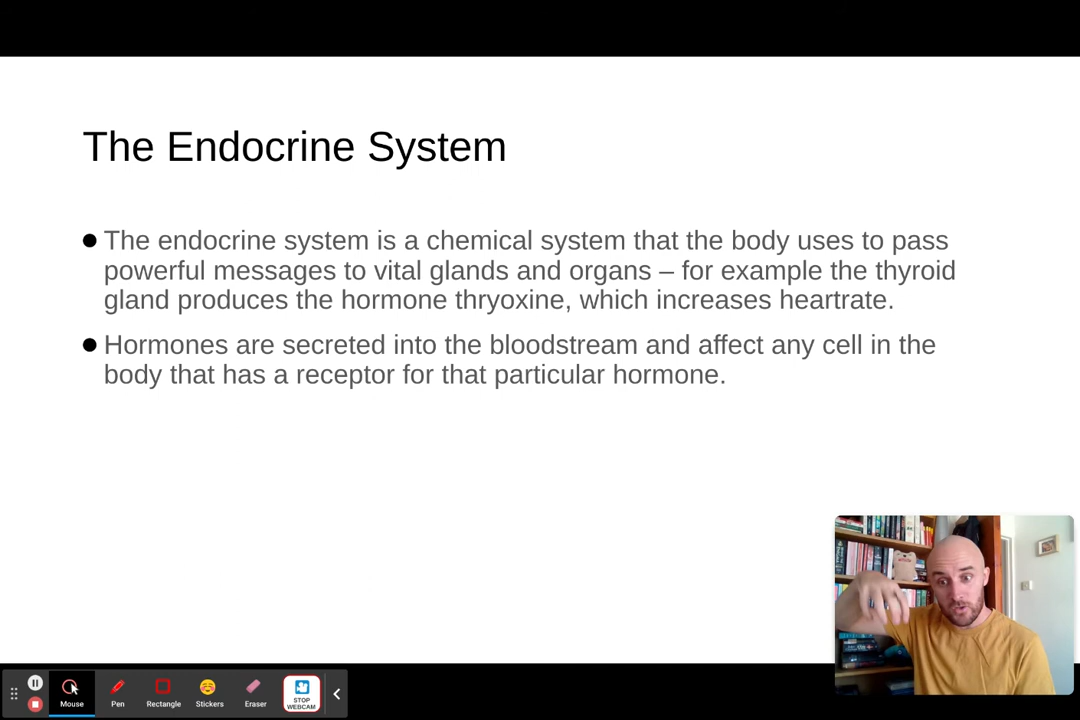 The Endocrine System
The endocrine system is a chemical system that the body uses to pass
powerful messages to vital glands and organs – for example the thyroid
gland produces the hormone thryoxine, which increases heartrate.
Hormones are secreted into the bloodstream and affect any cell in the
body that has a receptor for that particular hormone.
Mouse
Pen
Rectangle
Stickers
Eraser
STOP
WEBCAM